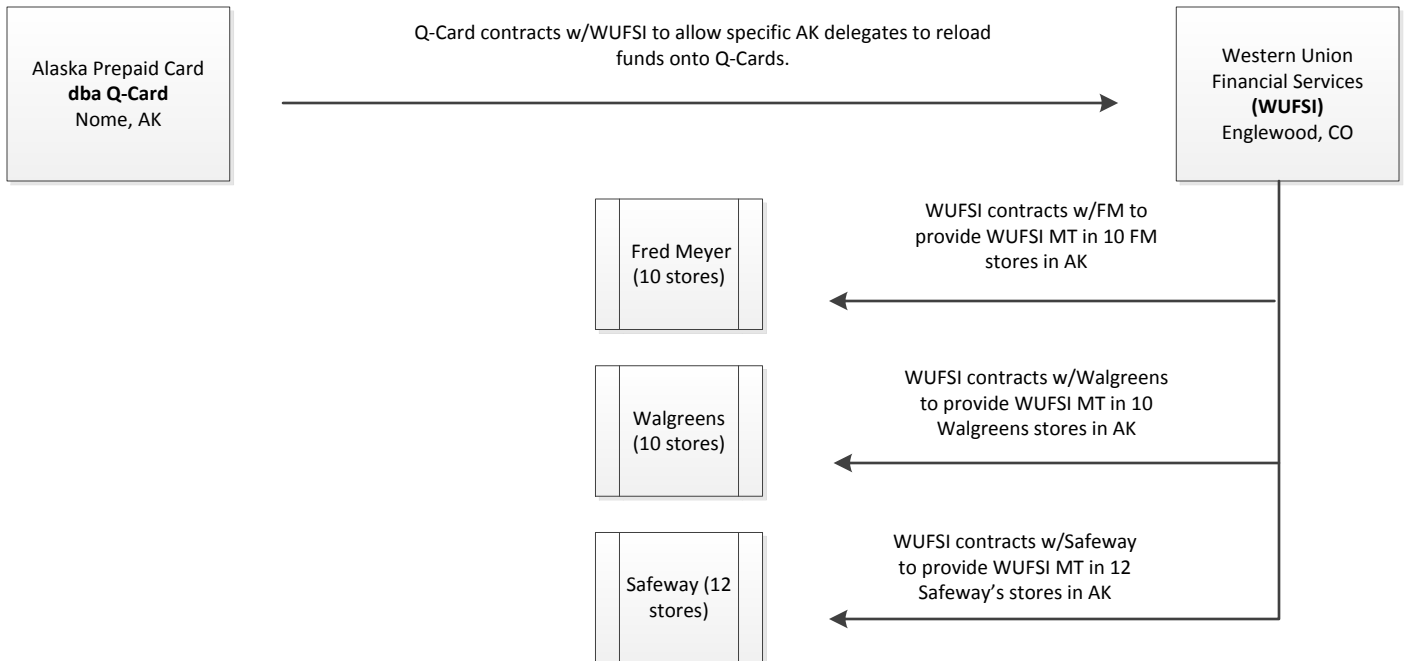 Alaska Prepaid Card
dba Q-Card
Nome, AK
Q-Card contracts w/WUFSI to allow specific AK delegates to reload
funds onto Q-Cards.
Western Union
Financial Services
(WUFSI)
Englewood, CO
Fred Meyer
(10 stores)
WUFSI contracts w/FM to
provide WUFSI MT in 10 FM
stores in AK
Walgreens
(10 stores)
WUFSI contracts w/Walgreens
to provide WUFSI MT in 10
Walgreens stores in AK
Safeway (12
stores)
WUFSI contracts w/Safeway
to provide WUFSI MT in 12
Safeway’s stores in AK